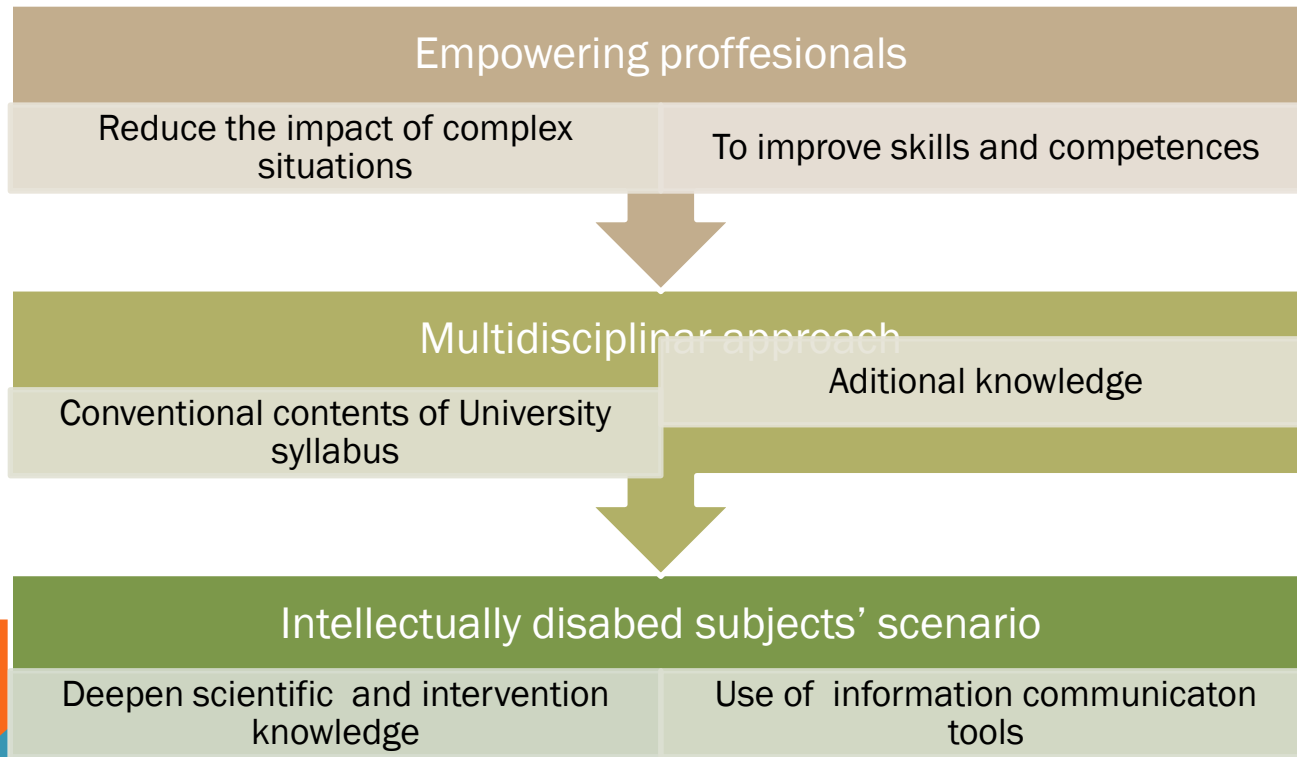 Empowering proffesionals
Reduce the impact of complex
situations
To improve skills and competences
Multidisciplinar approach
Aditional knowledge
Conventional contents of University
syllabus
Intellectually disabed subjects’ scenario
Deepen scientific and intervention
knowledge
Use of information communicaton
tools